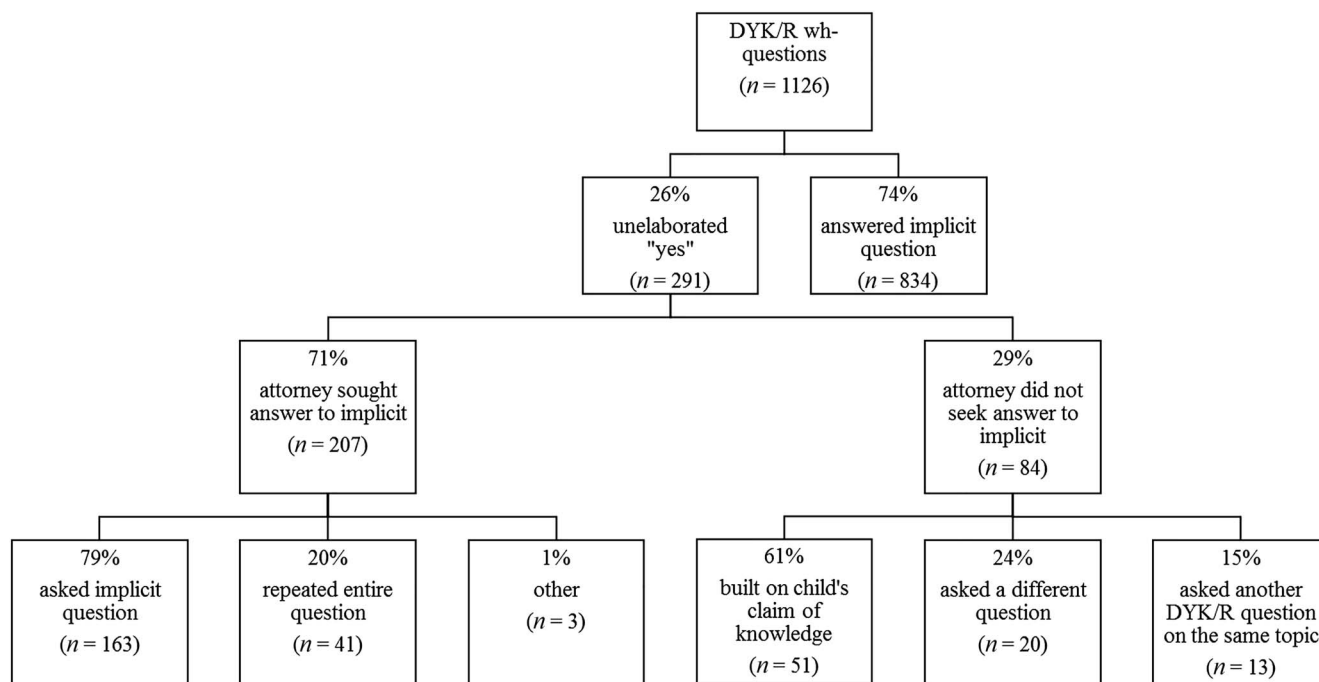 DYK/R wh-
questions
(n = 1126)
26%
unelaborated
"yes"
(n = 291)
74%
answered implicit
question
(n = 834)
71%
attorney sought
answer to implicit
(n = 207)
29%
attorney did not
seek answer to
implicit
(n = 84)
79%
asked implicit
question
(n = 163)
20%
repeated entire
question
(n = 41)
1%
other
(n = 3)
61%
built on child's
claim of
knowledge
(n = 51)
24%
asked a different
question
(n = 20)
15%
asked another
DYK/R question
on the same topic
(n = 13)